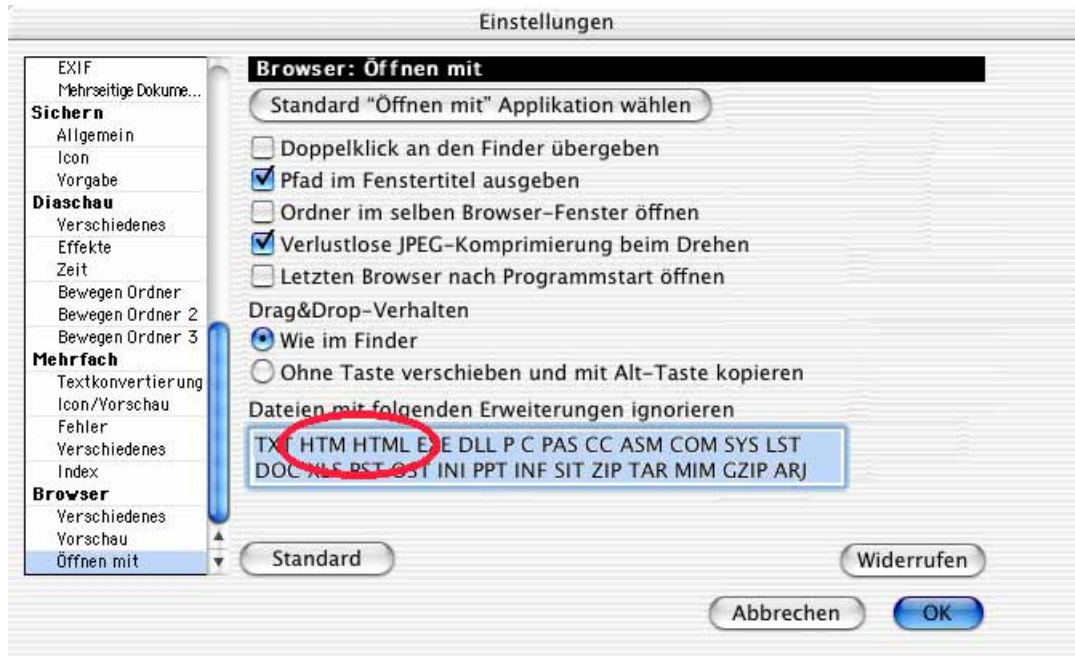 Einstellungen
EXIF
Mehrseitige Dokume...
Sichern
Allgemein
Icon
Vorgabe
Diaschau
Verschiedenes
Effekte
Zeit
Bewegen Ordner
Bewegen Ordner 2
Bewegen Ordner 3
Mehrfach
Textkonvertierung
Icon/Vorschau
Fehler
Verschiedenes
Index
Browser
Verschiedenes
Vorschau
Öffnen mit
Browser: Öffnen mit
Standard "Öffnen mit" Applikation wählen
Doppelklick an den Finder übergeben
Pfad im Fenstertitel ausgeben
Ordner im selben Browser-Fenster öffnen
Verlustlose JPEG-Komprimierung beim Drehen
Letzten Browser nach Programmstart öffnen
Drag&Drop-Verhalten
Wie im Finder
Ohne Taste verschieben und mit Alt-Taste kopieren
Dateien mit folgenden Erweiterungen ignorieren
TXT HTM HTML EXE DLL P C PAS CC ASM COM SYS LST
DOC XLS PST OST INI PPT INF SIT ZIP TAR MIM GZIP ARJ
Standard
Widerrufen
Abbrechen
OK